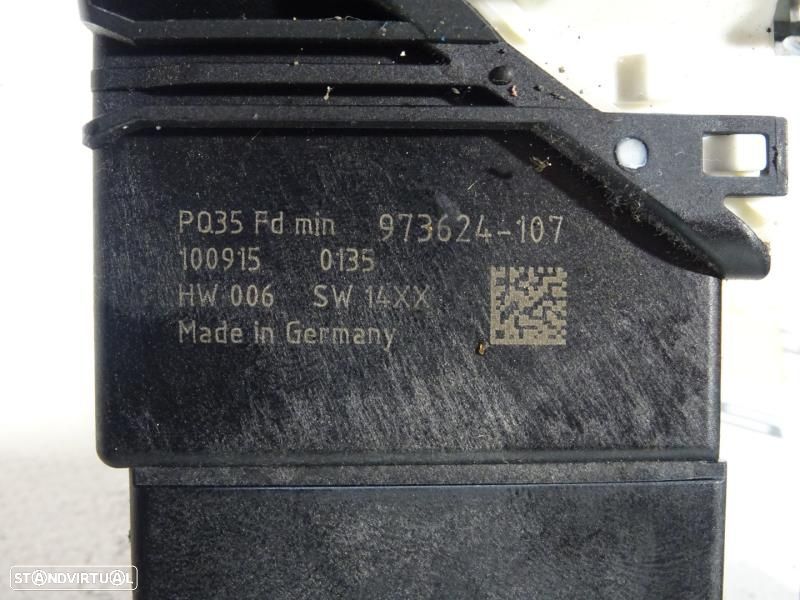 PQ35 Fd min 973624-107
100915 0135
HW 006 SW 14XX
Made in Germany
STANDVIRTUAL